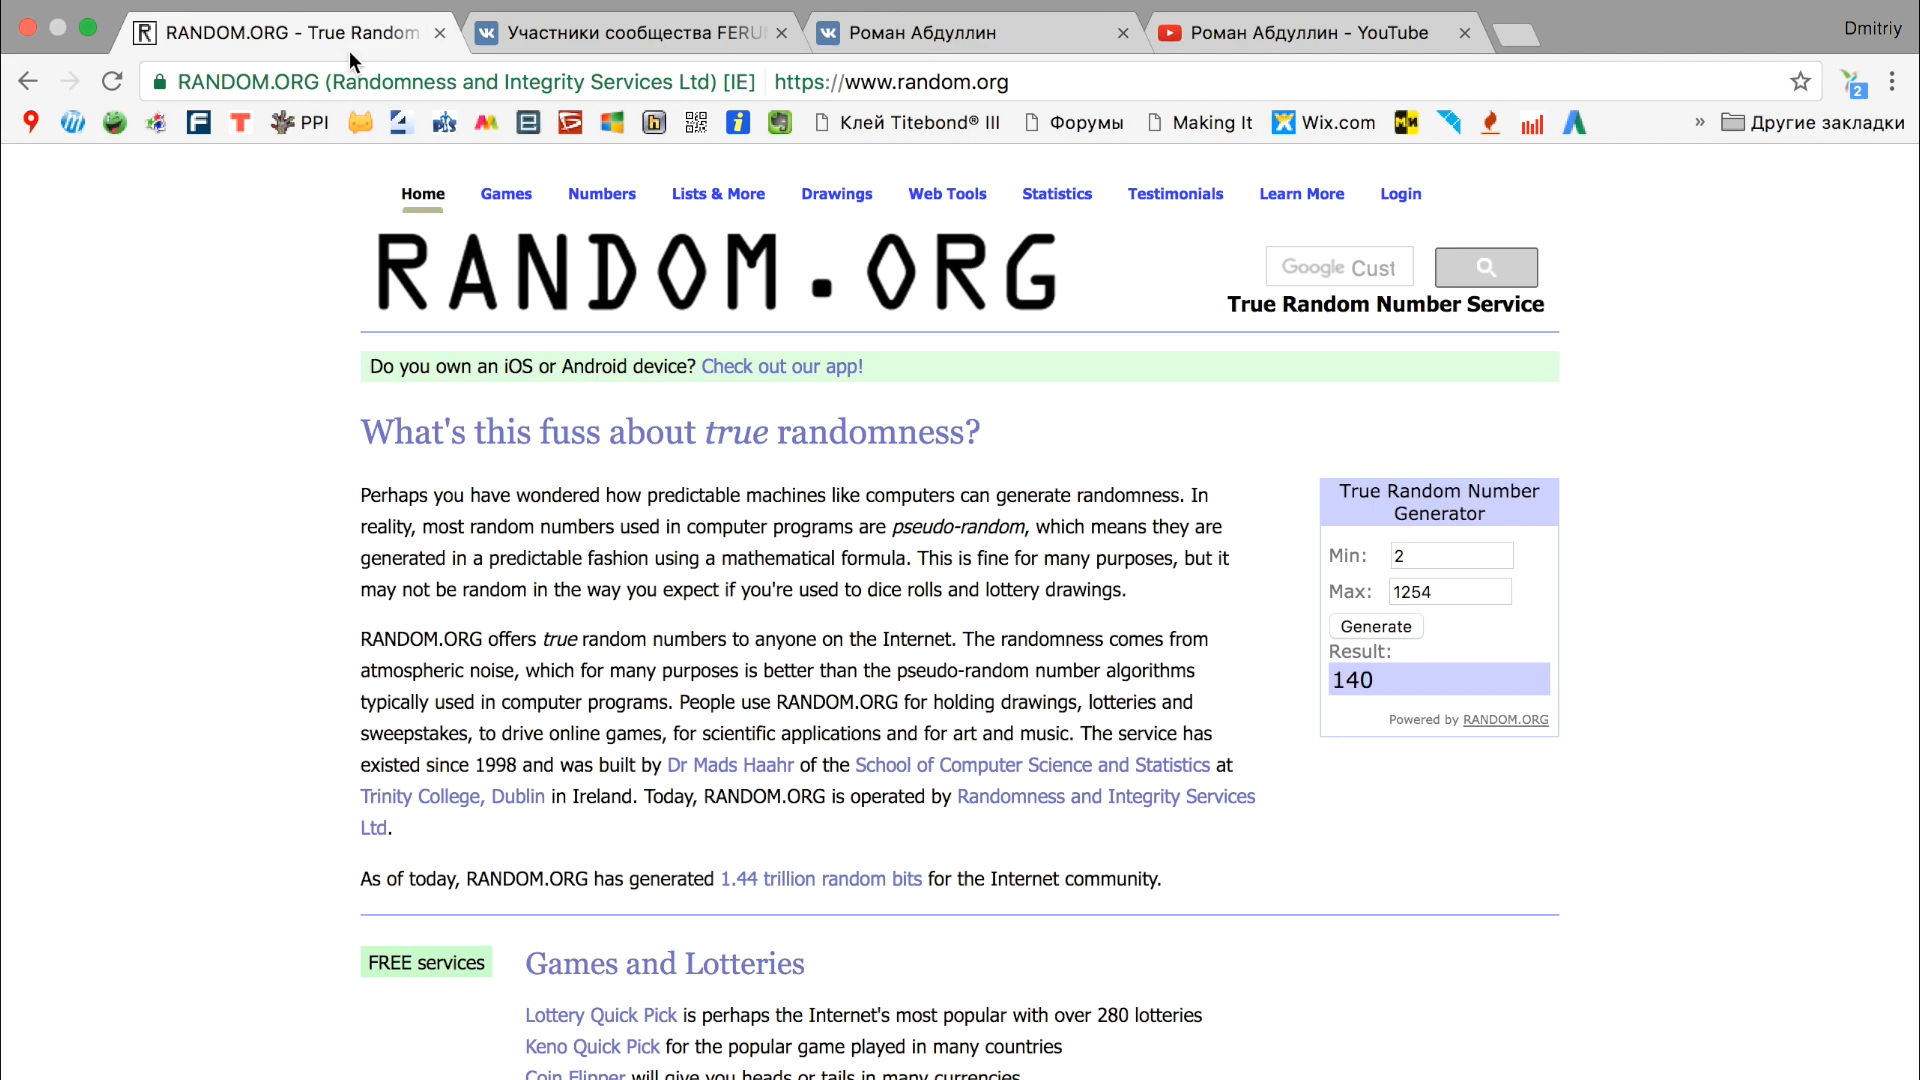 RANDOM.ORG - True Random
Участники сообщества FERU
Роман Абдуллин
Роман Абдуллин - YouTube
Dmitriy
RANDOM.ORG (Randomness and Integrity Services Ltd) [IE] https://www.random.org
2
PPI
Клей Titebond® III
Форумы
Making It
Wix.com
» Другие закладки
Home Games Numbers Lists & More Drawings Web Tools Statistics Testimonials Learn More Login
RANDOM.ORG
Google Cust
True Random Number Service
Do you own an iOS or Android device? Check out our app!
What's this fuss about true randomness?
Perhaps you have wondered how predictable machines like computers can generate randomness. In
reality, most random numbers used in computer programs are pseudo-random, which means they are
generated in a predictable fashion using a mathematical formula. This is fine for many purposes, but it
may not be random in the way you expect if you're used to dice rolls and lottery drawings.
RANDOM.ORG offers true random numbers to anyone on the Internet. The randomness comes from
atmospheric noise, which for many purposes is better than the pseudo-random number algorithms
typically used in computer programs. People use RANDOM.ORG for holding drawings, lotteries and
sweepstakes, to drive online games, for scientific applications and for art and music. The service has
existed since 1998 and was built by Dr Mads Haahr of the School of Computer Science and Statistics at
Trinity College, Dublin in Ireland. Today, RANDOM.ORG is operated by Randomness and Integrity Services
Ltd.
As of today, RANDOM.ORG has generated 1.44 trillion random bits for the Internet community.
True Random Number
Generator
Min: 2
Max: 1254
Generate
Result:
140
Powered by RANDOM.ORG
FREE services
Games and Lotteries
Lottery Quick Pick is perhaps the Internet's most popular with over 280 lotteries
Keno Quick Pick for the popular game played in many countries
Coin Flipper will give you heads or tails in many currencies